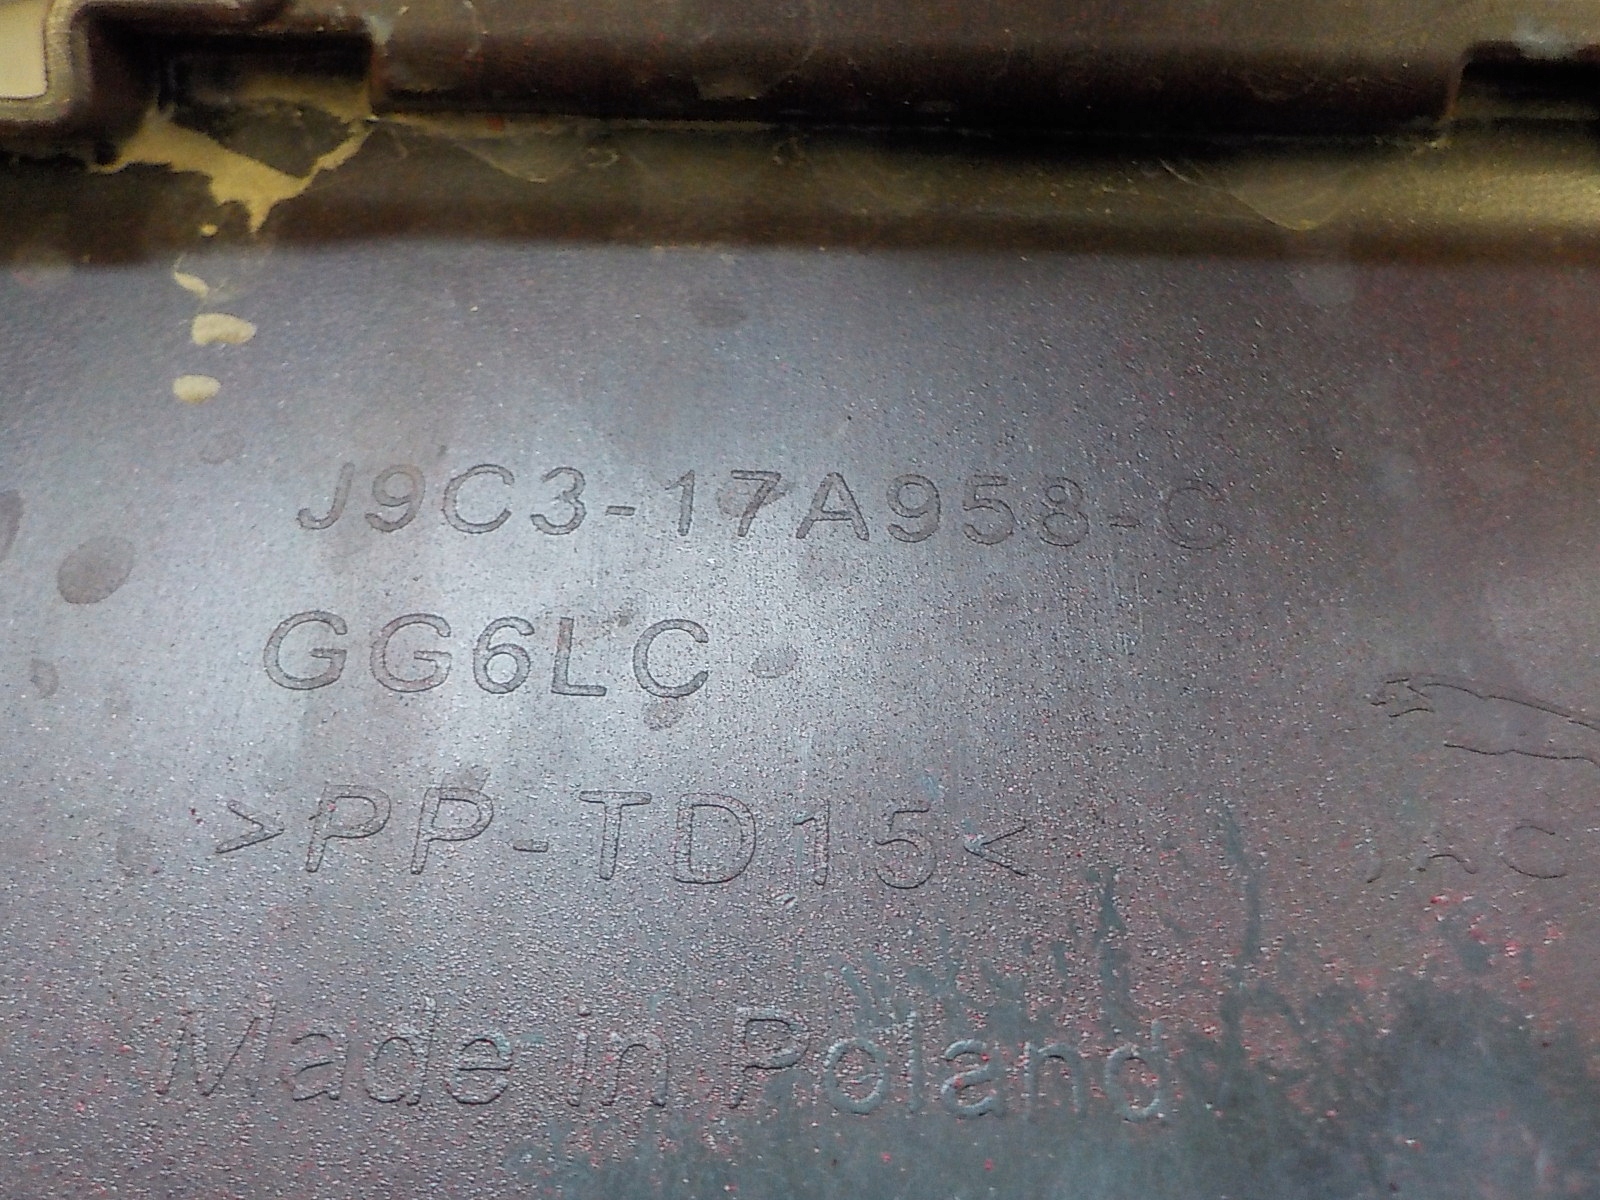 J9C3-17A958-C
GG6LC
>PP-TD15<
Made in Poland